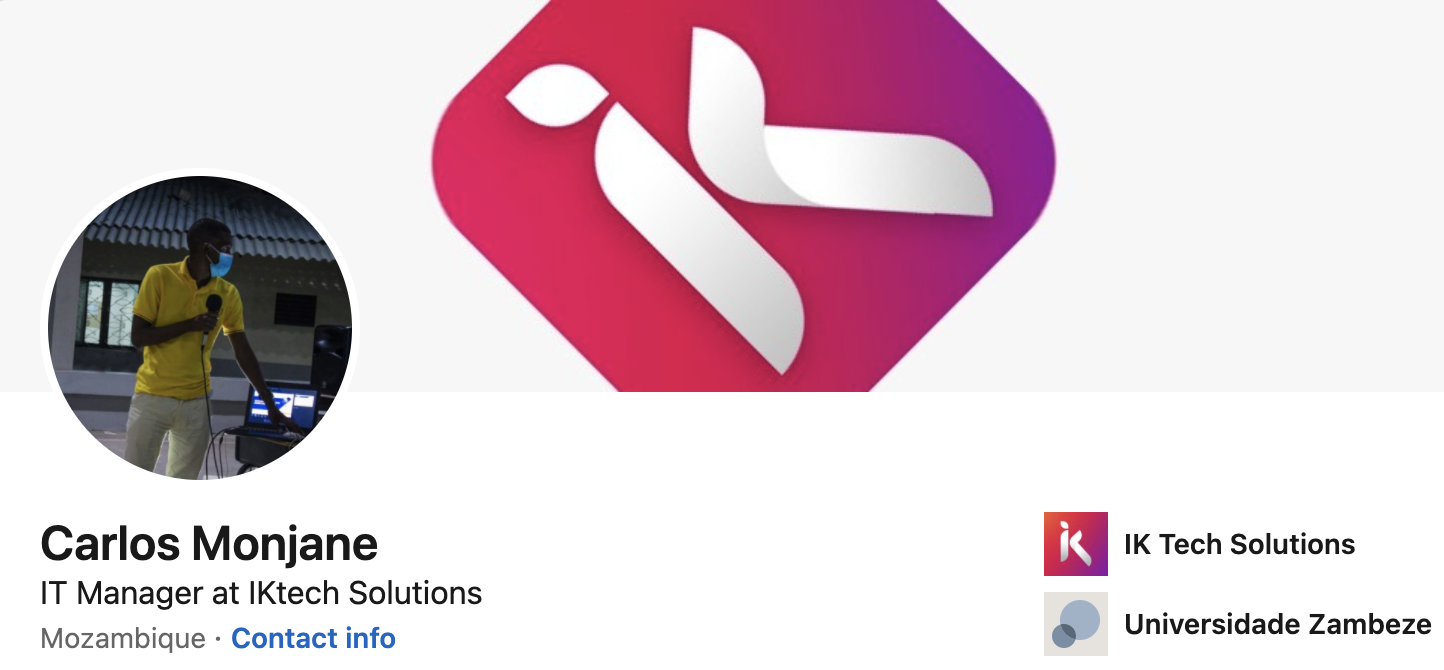 Carlos Monjane
IT Manager at IKtech Solutions
Mozambique · Contact info
IK Tech Solutions
Universidade Zambeze